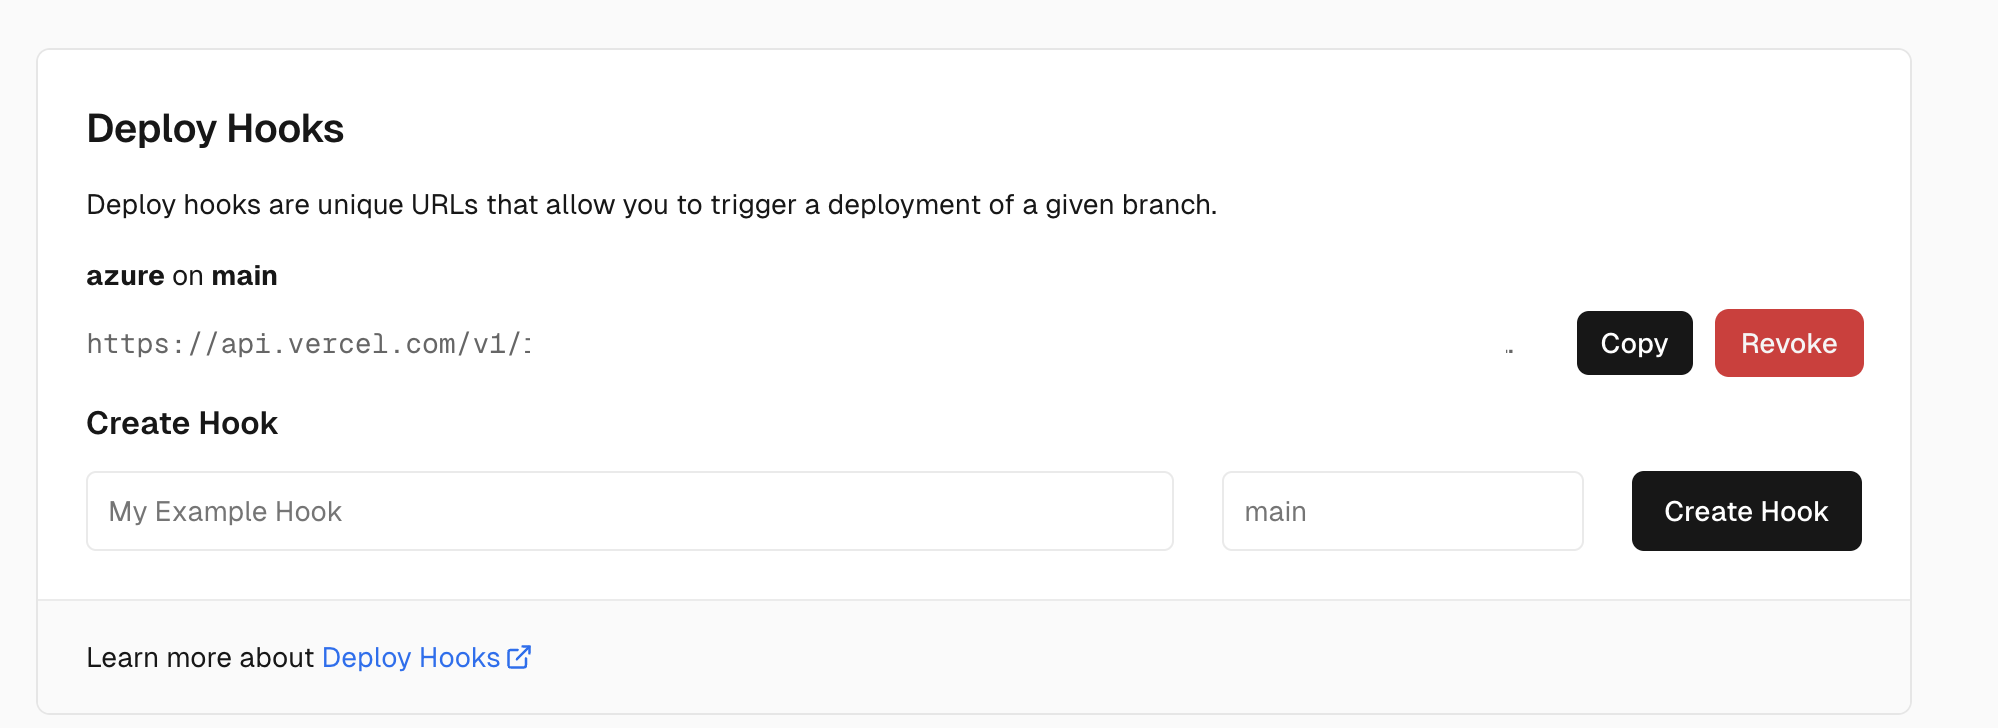 Deploy Hooks
Deploy hooks are unique URLs that allow you to trigger a deployment of a given branch.
azure on main
https://api.vercel.com/v1/
Copy
Revoke
Create Hook
My Example Hook
main
Create Hook
Learn more about Deploy Hooks